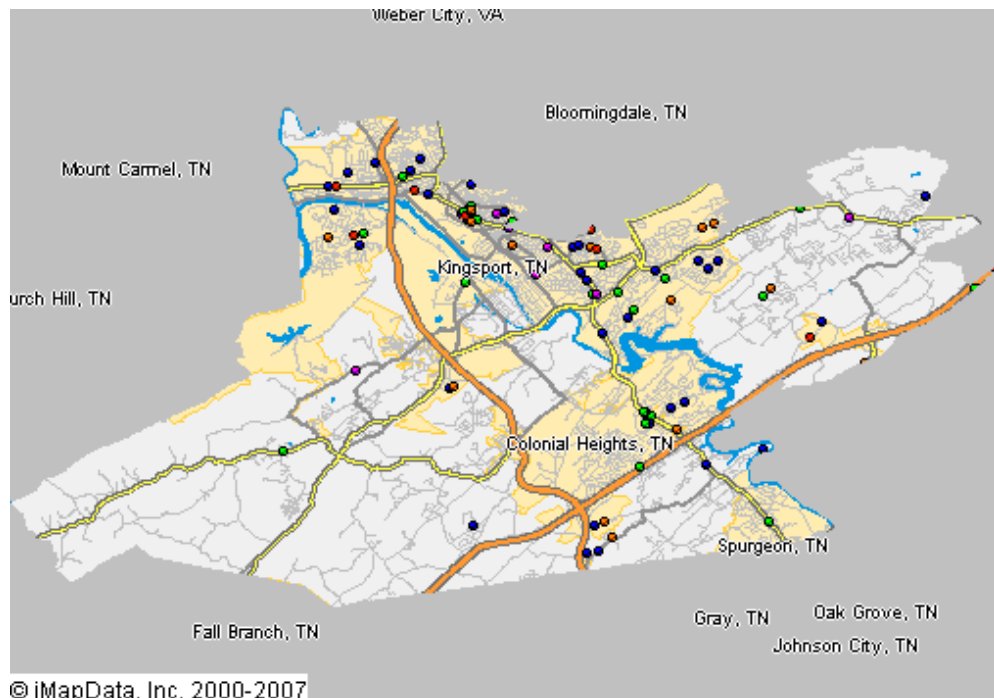 Weber City, VA
Bloomingdale, TN
Mount Carmel, TN
Kingsport, TN
urch Hill, TN
Colonial Heights, TN
Spurgeon, TN
Oak Grove, TN
Gray, TN
Fall Branch, TN
Johnson City, TN
© iMapData, Inc. 2000-2007